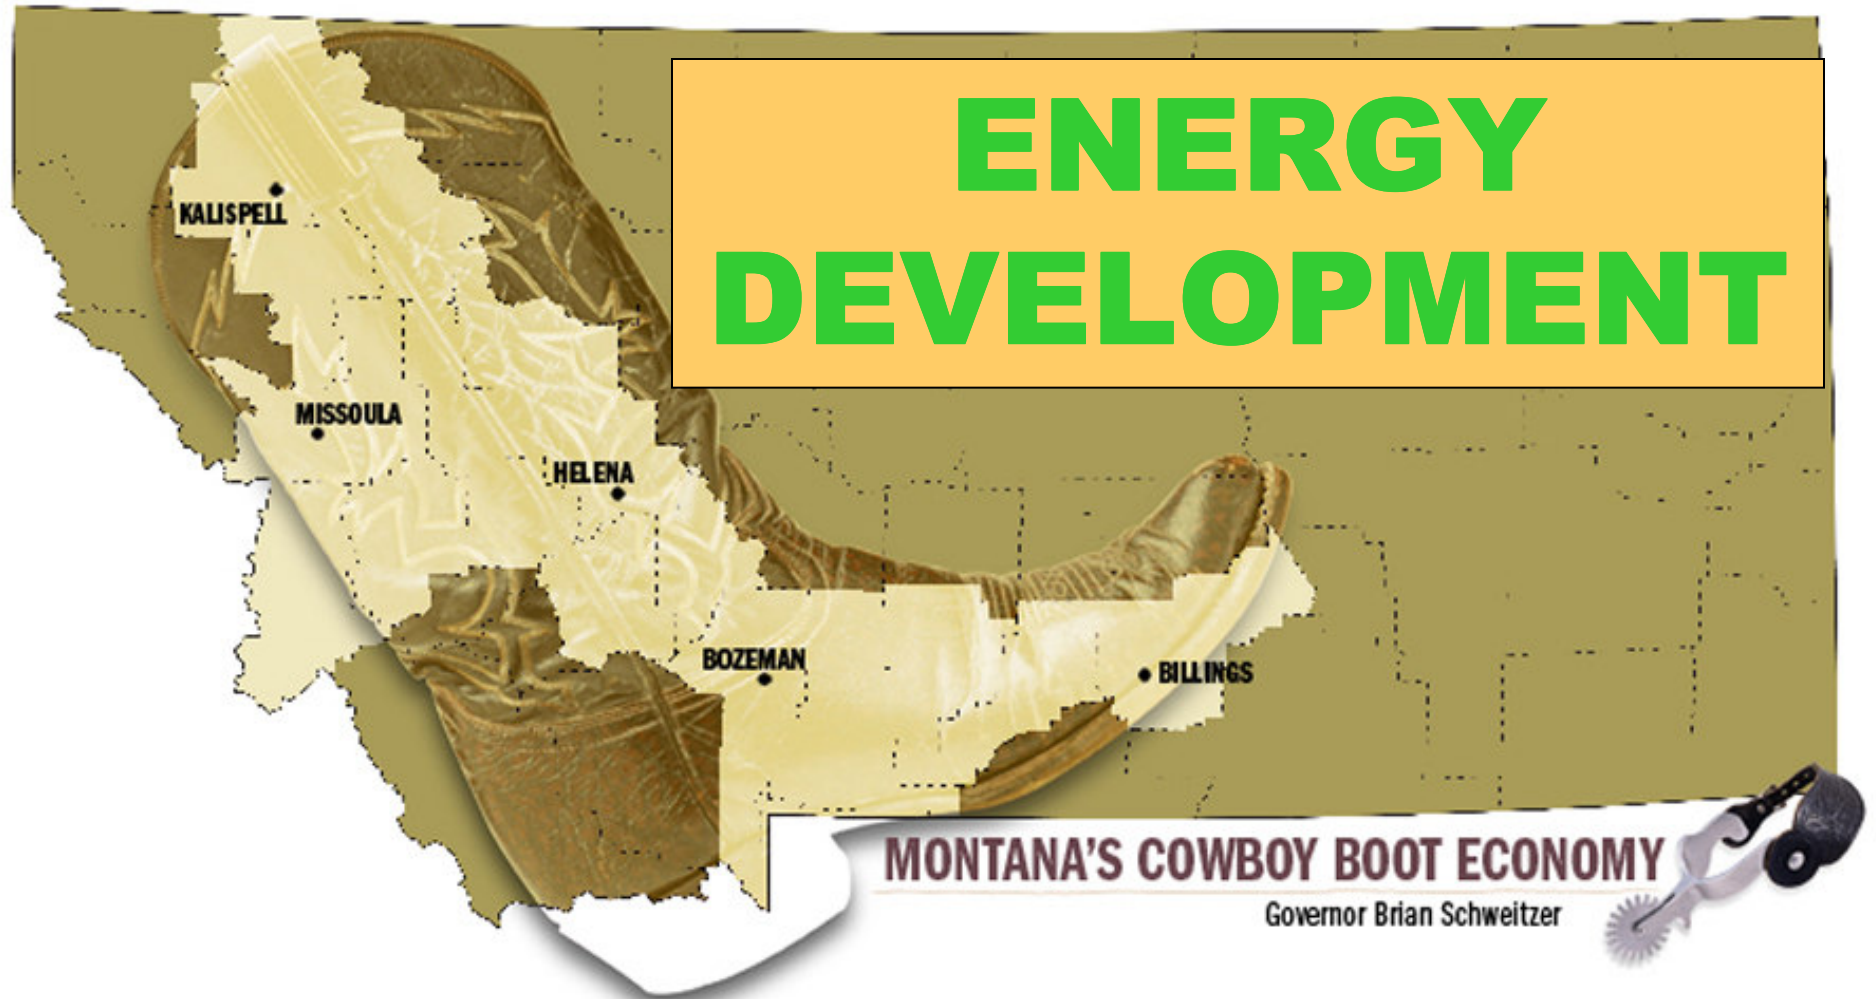 ENERGY
DEVELOPMENT
KALISPELL
MISSOULA
HELENA
BOZEMAN
BILLINGS
MONTANA'S COWBOY BOOT ECONOMY
Governor Brian Schweitzer